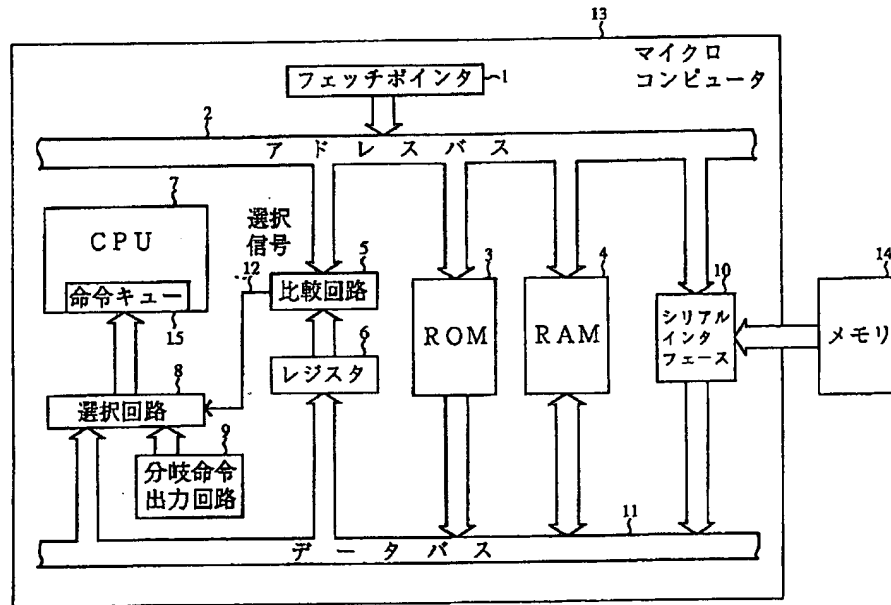 13
マイクロ
コンピュータ
フェッチポインタ
1
2
アドレスバス
7
CPU
命令キュー
15
選択
信号
12
5
比較回路
6
レジスタ
3
ROM
4
RAM
10
シリアル
インタ
フェース
14
メモリ
8
選択回路
9
分岐命令
出力回路
11
データバス